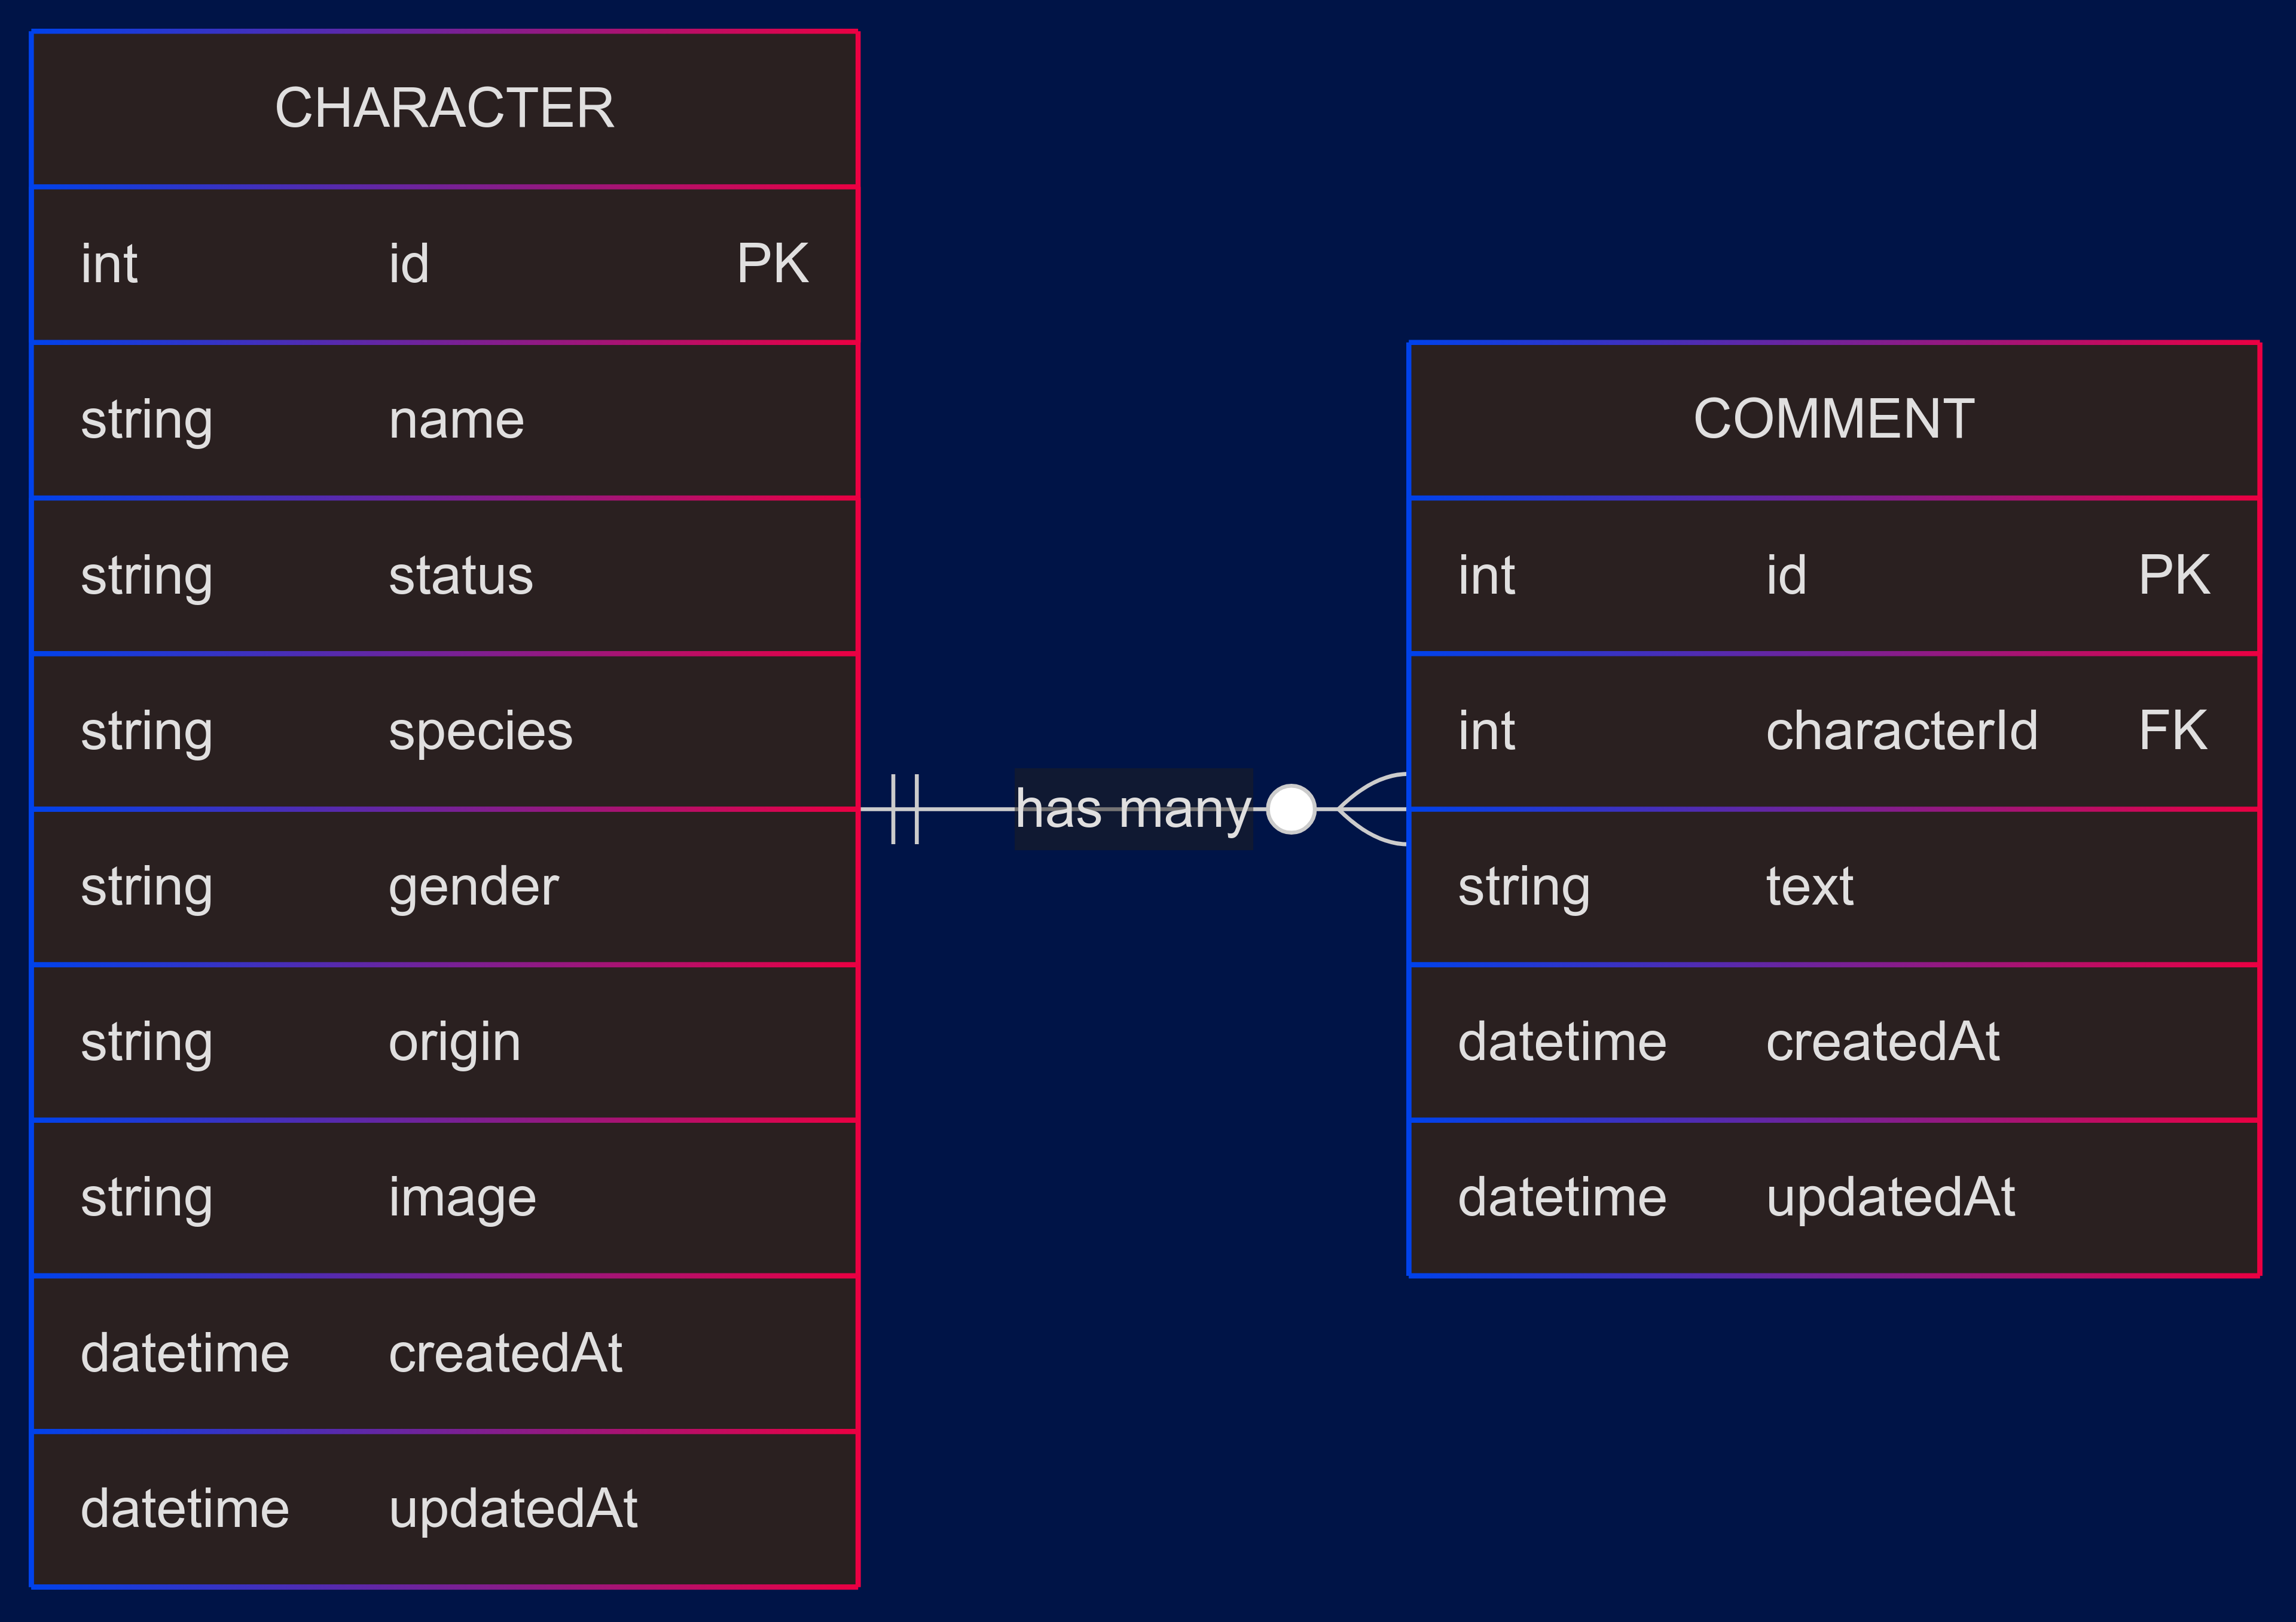 CHARACTER
int id PK
string name
string status
string species
string gender
string origin
string image
datetime createdAt
datetime updatedAt
has many
COMMENT
int id PK
int characterId FK
string text
datetime createdAt
datetime updatedAt